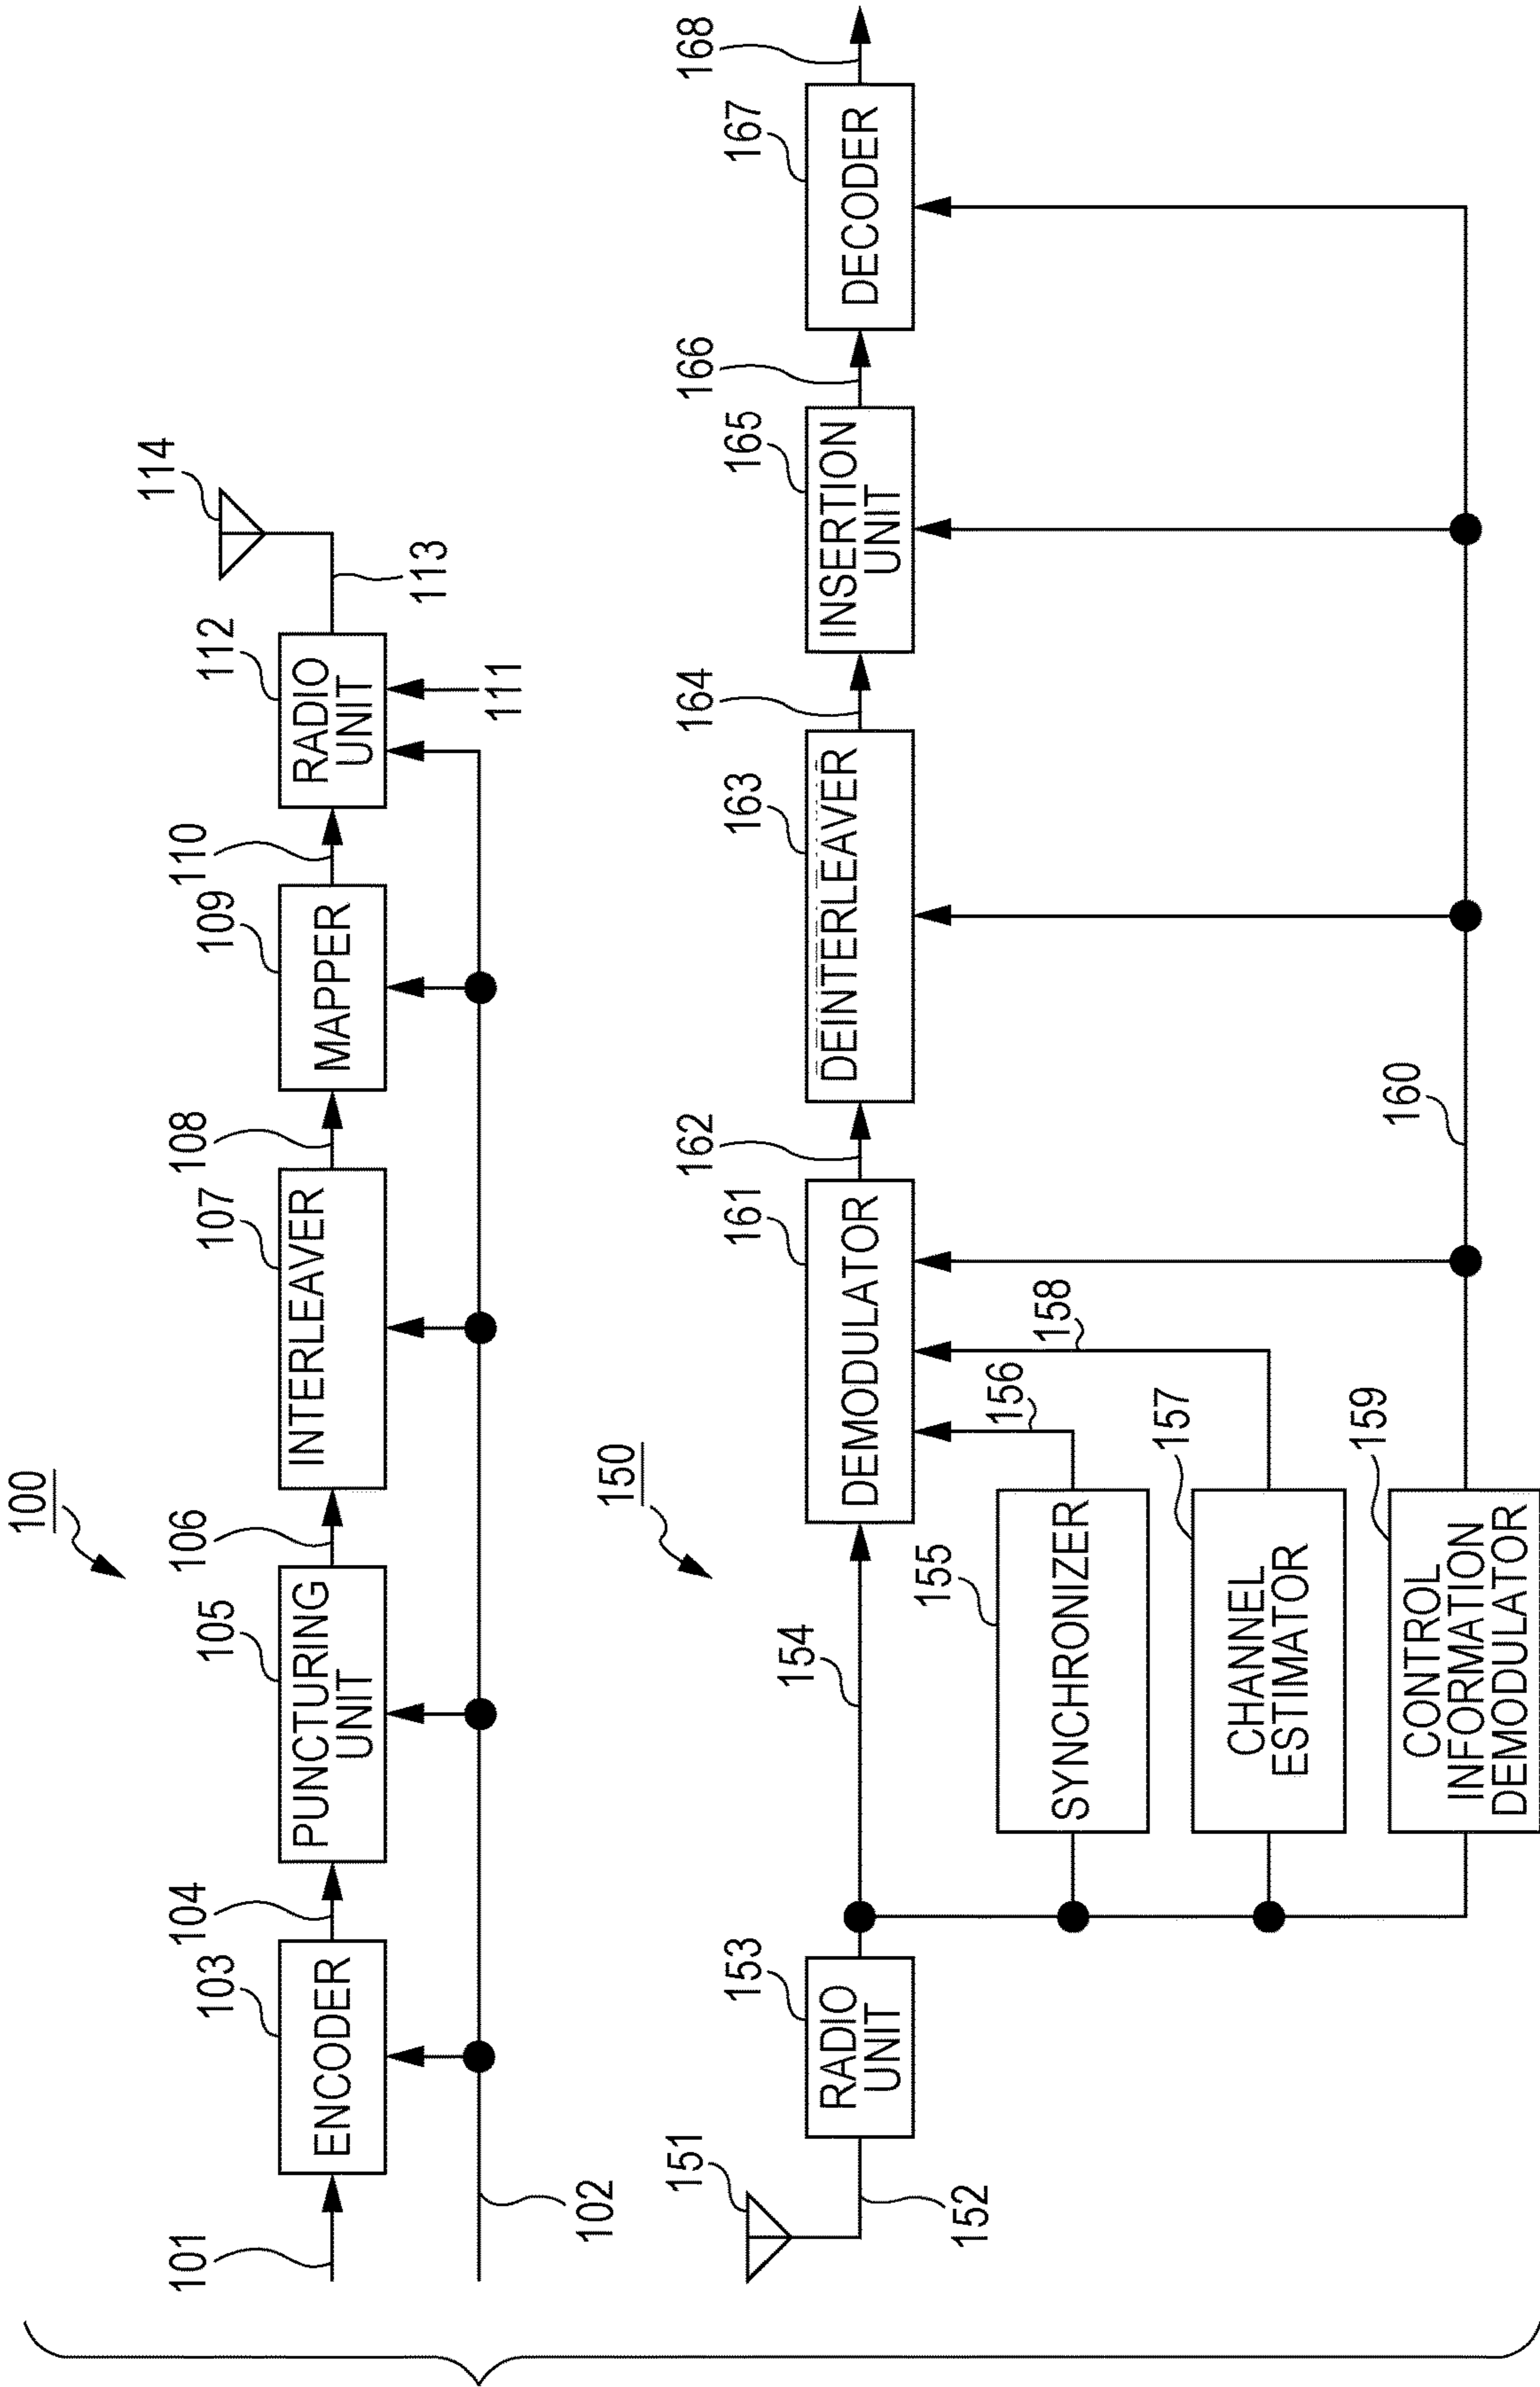 100
101
102
103
ENCODER
104
105
PUNCTURING
UNIT
106
107
INTERLEAVER
108
109
MAPPER
110
111
112
RADIO
UNIT
113
114
150
151
152
153
RADIO
UNIT
154
155
SYNCHRONIZER
156
157
CHANNEL
ESTIMATOR
158
159
CONTROL
INFORMATION
DEMODULATOR
160
161
DEMODULATOR
162
163
DEINTERLEAVER
164
165
INSERTION
UNIT
166
167
DECODER
168